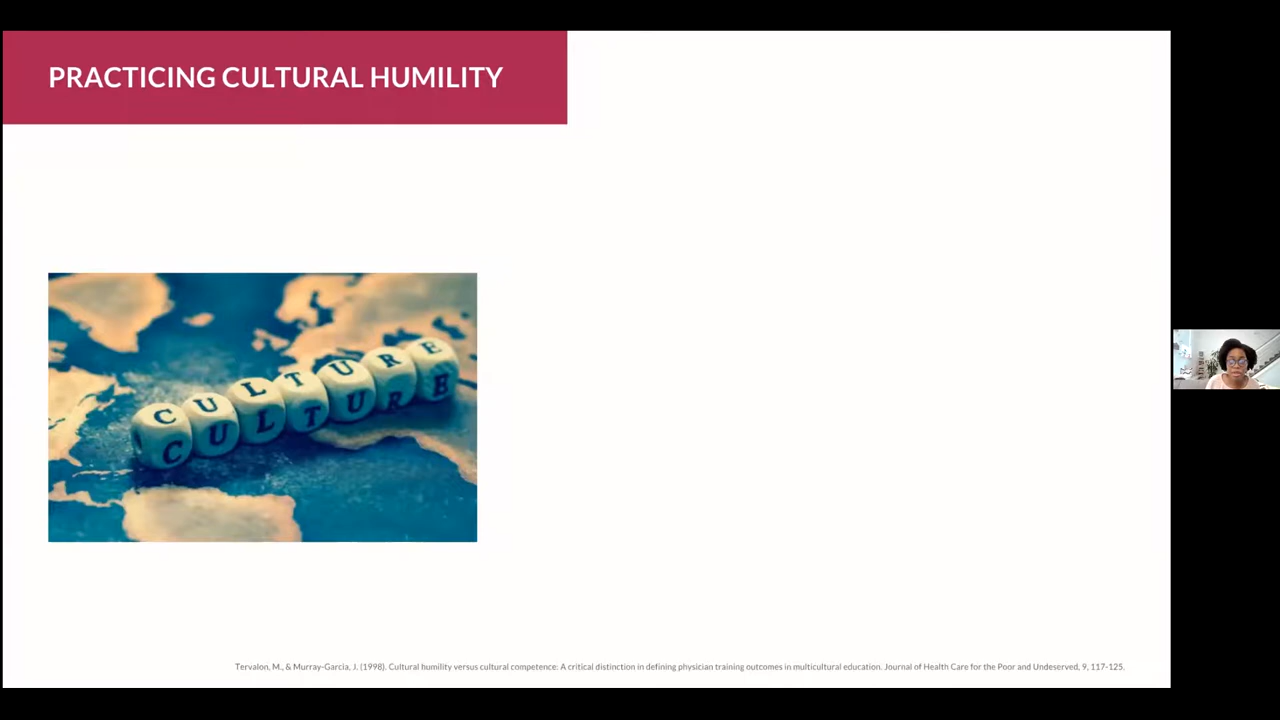 PRACTICING CULTURAL HUMILITY
CULTURE
CULTURE
Tervalon, M., & Murray-Garcia, J. (1998). Cultural humility versus cultural competence: A critical distinction in defining physician training outcomes in multicultural education. Journal of Health Care for the Poor and Undeserved, 9, 117-125.